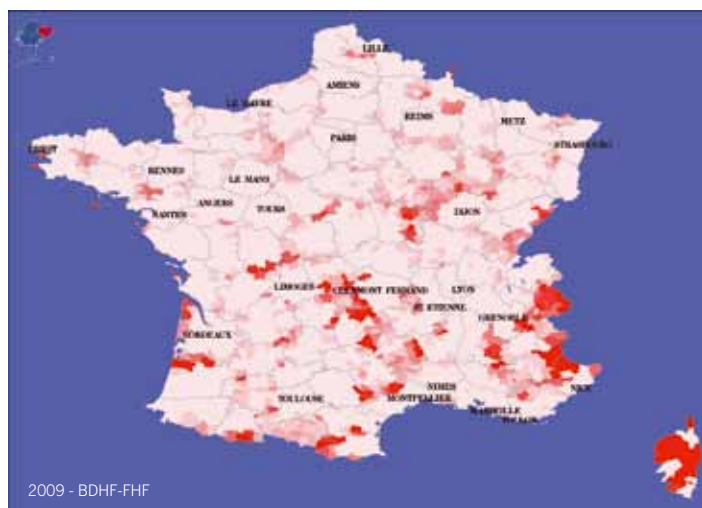 LILLE
AMIENS
LE HAVRE
REIMS
METZ
PARIS
STRASBOURG
BREST
RENNES
LE MANS
ANGERS
TOURS
NANTES
DIJON
LIMOGES
CLERMONT FERRAND
LYON
ST ETIENNE
GRENOBLE
BORDEAUX
NIMES
NICE
TOULOUSE
MONTPELLIER
MARSEILLE
TOULON
2009 - BDHF-FHF